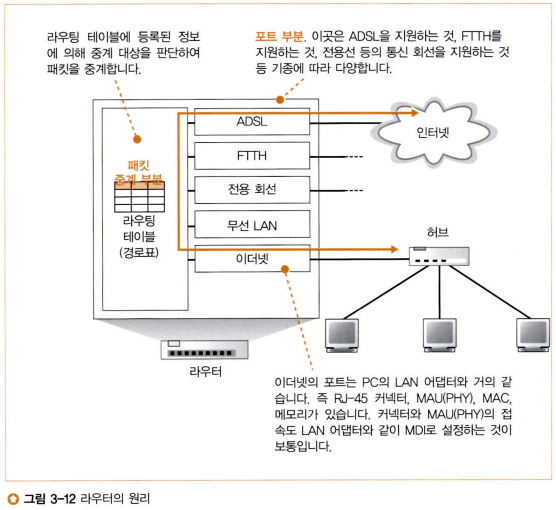 라우팅 테이블에 등록된 정보
에 의해 중계 대상을 판단하여
패킷을 중계합니다.
포트 부분. 이곳은 ADSL을 지원하는 것, FTTH를
지원하는 것, 전용선 등의 통신 회선을 지원하는 것
등 기종에 따라 다양합니다.
ADSL
인터넷
FTTH
패킷
중계 부분
전용 회선
라우팅
테이블
(경로표)
무선 LAN
허브
이더넷
라우터
이더넷의 포트는 PC의 LAN 어댑터와 거의 같
습니다. 즉 RJ-45 커넥터, MAU(PHY), MAC,
메모리가 있습니다. 커넥터와 MAU(PHY)의 접
속도 LAN 어댑터와 같이 MDI로 설정하는 것이
보통입니다.
그림 3-12 라우터의 원리